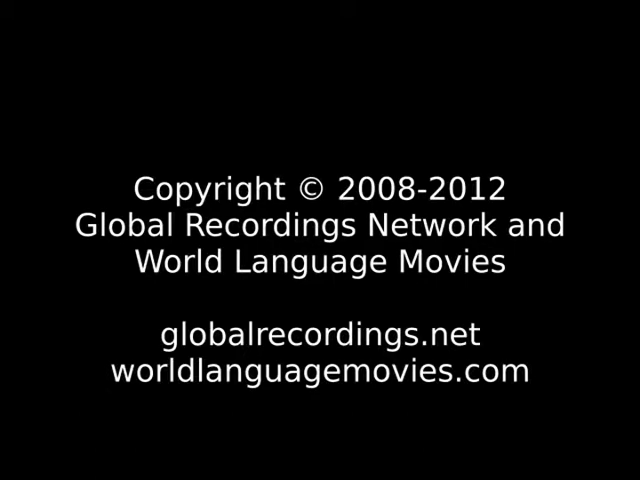 Copyright © 2008-2012
Global Recordings Network and
World Language Movies
globalrecordings.net
worldlanguagemovies.com